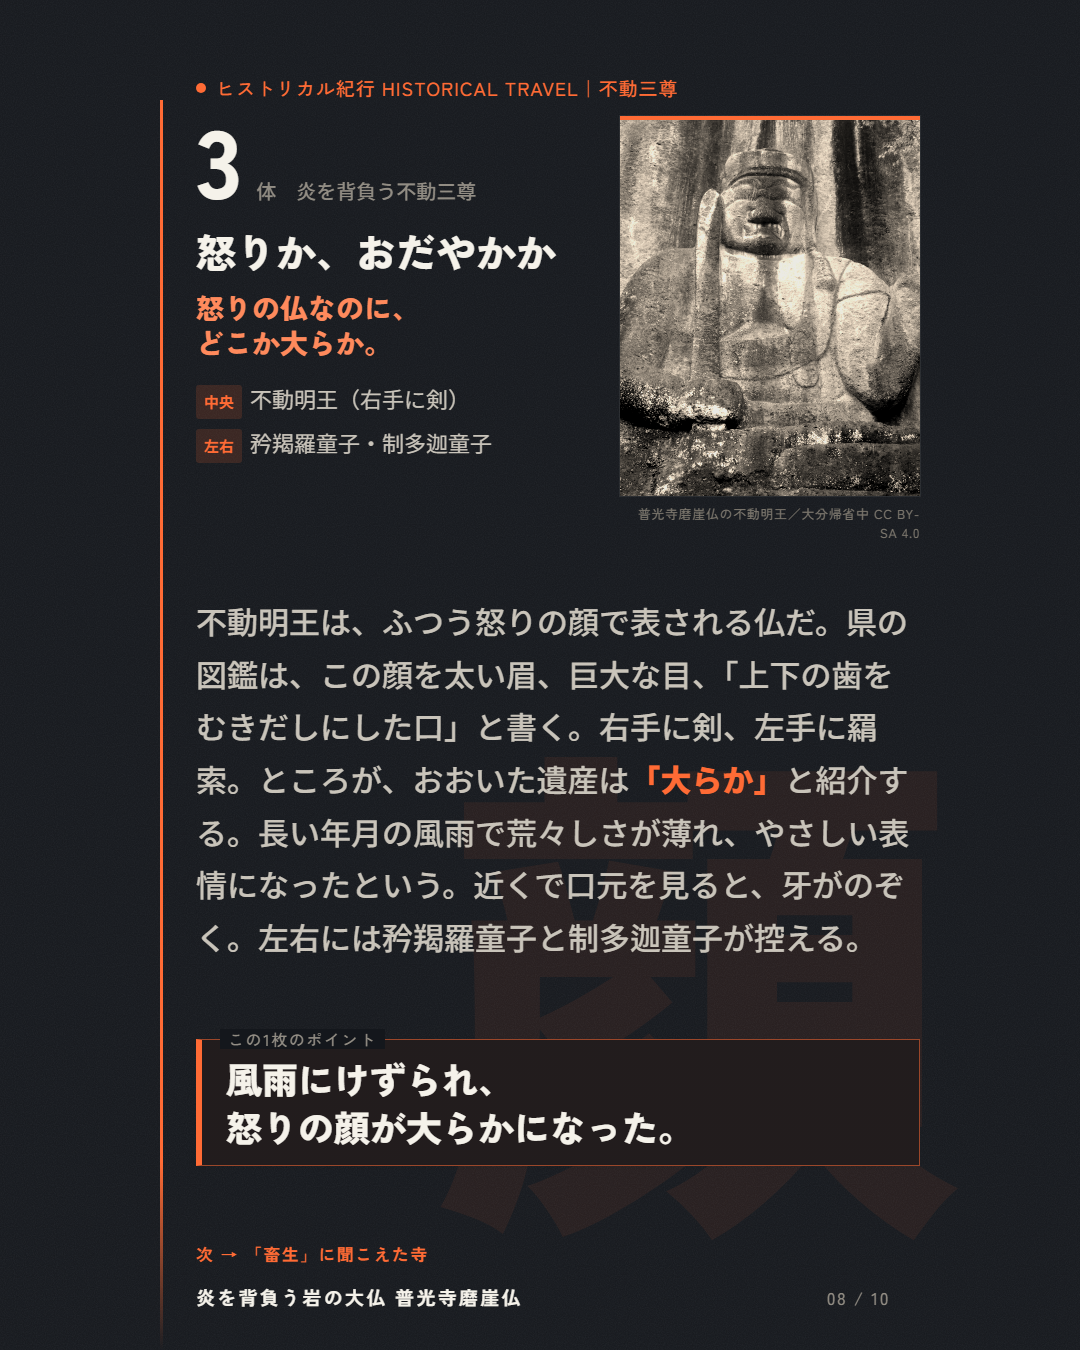 ヒストリカル紀行 HISTORICAL TRAVEL｜不動三尊
3 体　炎を背負う不動三尊
怒りか、おだやかか
怒りの仏なのに、
どこか大らか。
中央 不動明王（右手に剣）
左右 矜羯羅童子・制多迦童子
普光寺磨崖仏の不動明王／大分帰省中 CC BY-
SA 4.0
不動明王は、ふつう怒りの顔で表される仏だ。県の
図鑑は、この顔を太い眉、巨大な目、「上下の歯を
むきだしにした口」と書く。右手に剣、左手に羂
索。ところが、おおいた遺産は「大らか」と紹介す
る。長い年月の風雨で荒々しさが薄れ、やさしい表
情になったという。近くで口元を見ると、牙がのぞ
く。左右には矜羯羅童子と制多迦童子が控える。
顔
この1枚のポイント
風雨にけずられ、
怒りの顔が大らかになった。
次 → 「畜生」に聞こえた寺
炎を背負う岩の大仏 普光寺磨崖仏
08 / 10